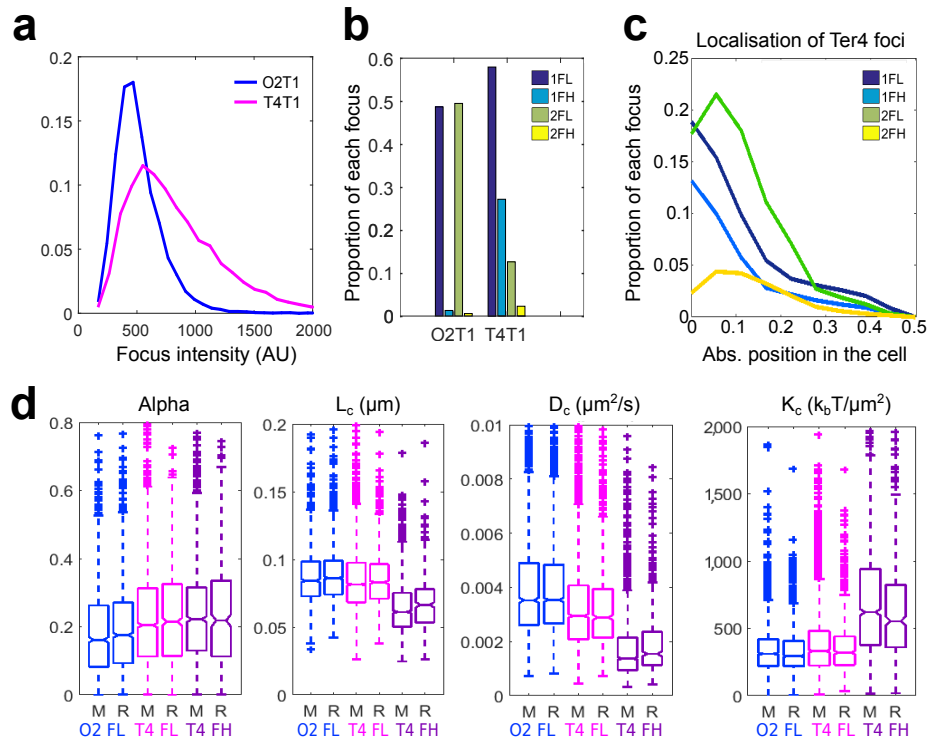 a
0.2
0.15
0.1
0.05
0
0 500 1000 1500 2000
Focus intensity (AU)
O2T1
T4T1
b
Proportion of each focus
0.6
0.5
0.4
0.3
0.2
0.1
0
O2T1 T4T1
1FL
1FH
2FL
2FH
c
Localisation of Ter4 foci
Proportion of each focus
0.25
0.2
0.15
0.1
0.05
0
0 0.1 0.2 0.3 0.4 0.5
Abs. position in the cell
1FL
1FH
2FL
2FH
d
Alpha
0.8
0.6
0.4
0.2
0
M R M R M R
O2 FL T4 FL T4 FH
Lc (µm)
0.2
0.15
0.1
0.05
0
M R M R M R
O2 FL T4 FL T4 FH
Dc (µm²/s)
0.01
0.008
0.006
0.004
0.002
0
M R M R M R
O2 FL T4 FL T4 FH
Kc (kbT/µm²)
2000
1500
1000
500
0
M R M R M R
O2 FL T4 FL T4 FH